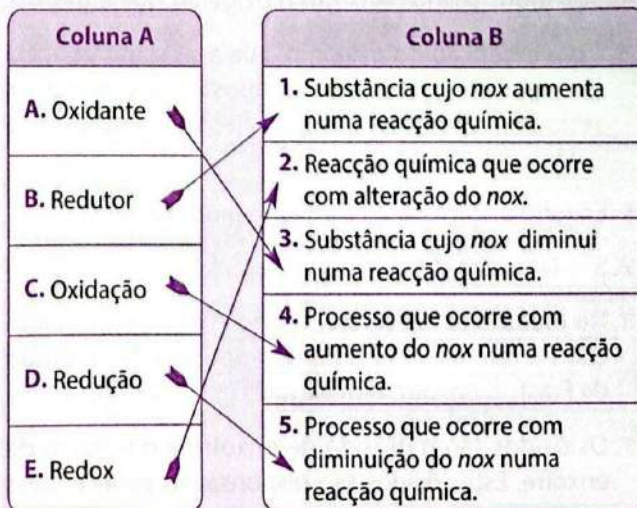 Coluna A
A. Oxidante
B. Redutor
C. Oxidação
D. Redução
E. Redox
Coluna B
1. Substância cujo nox aumenta
numa reacção química.
2. Reacção química que ocorre
com alteração do nox.
3. Substância cujo nox diminui
numa reacção química.
4. Processo que ocorre com
aumento do nox numa reacção
química.
5. Processo que ocorre com
diminuição do nox numa
reacção química.